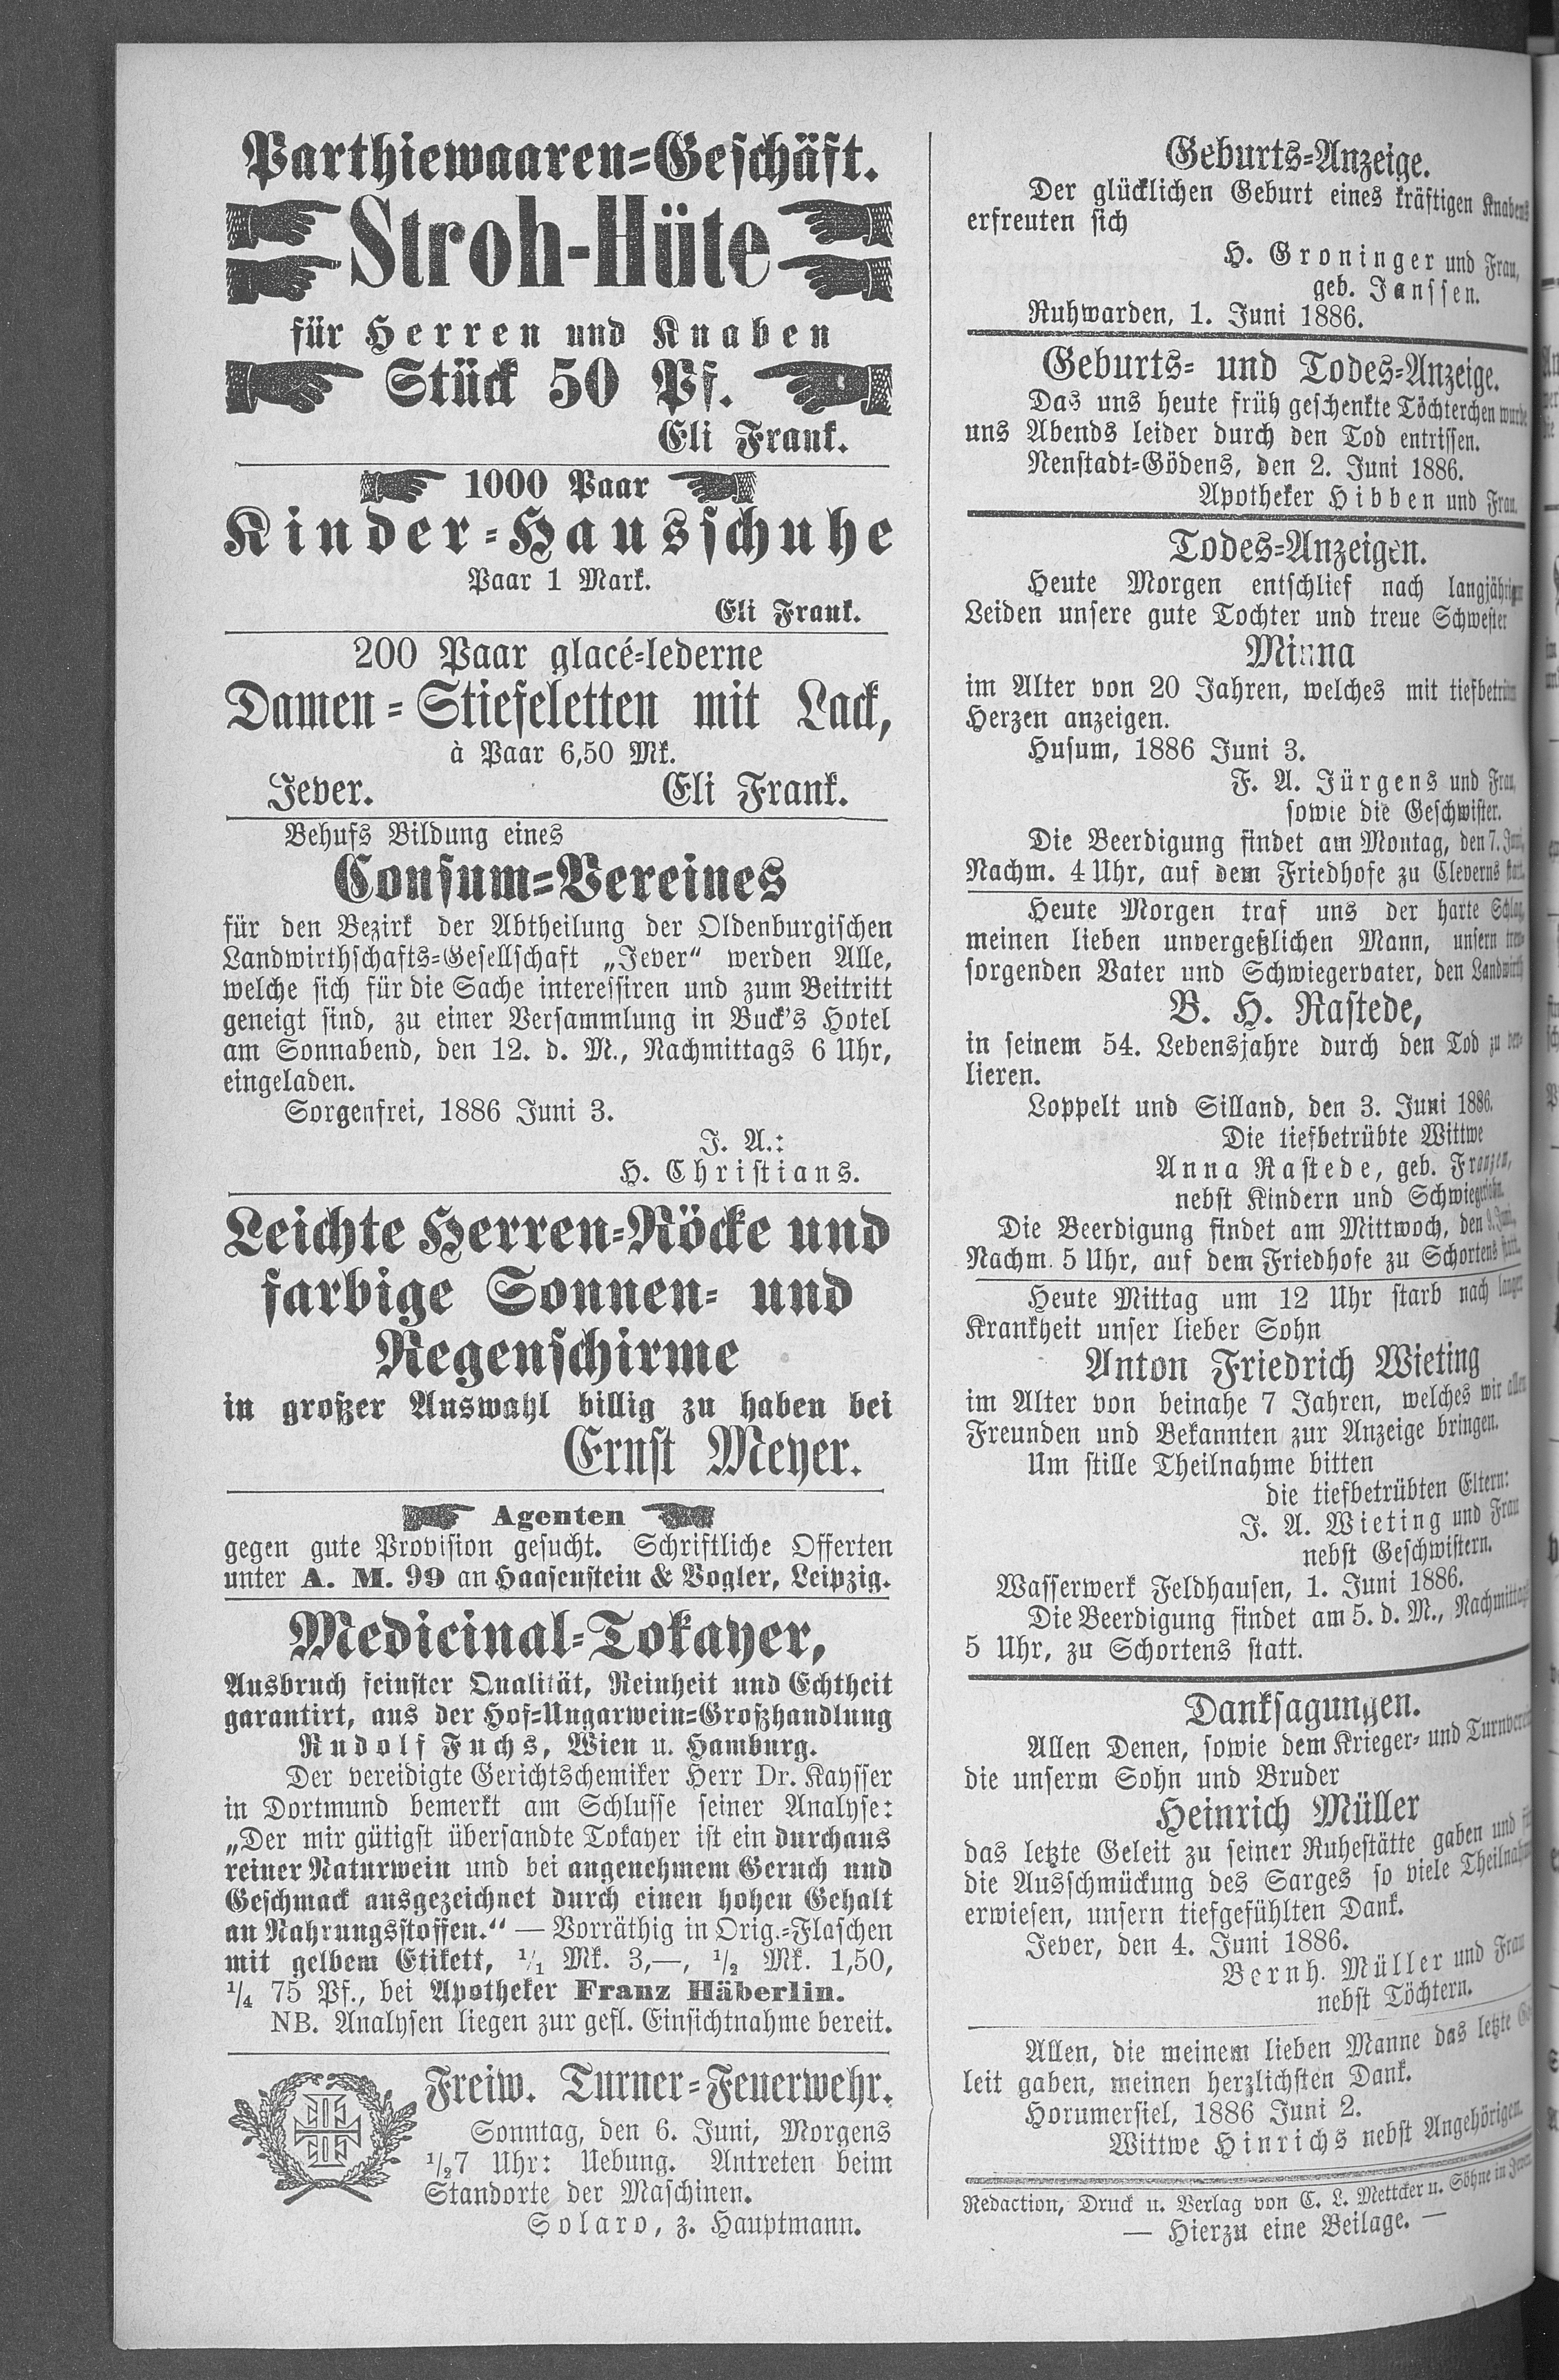 Parthiewaaren-Geschäft.
Stroh-Hüte
für Herren und Knaben
Stück 50 Pf.
Eli Frank.
1000 Paar
Kinder-Hausschuhe
Paar 1 Mark.
Eli Frank.
200 Paar glacé-lederne
Damen-Stiefeletten mit Lack,
à Paar 6,50 Mk.
Jever. Eli Frank.
Behufs Bildung eines
Consum-Vereines
für den Bezirk der Abtheilung der Oldenburgischen
Landwirthschafts-Gesellschaft „Jever“ werden Alle,
welche sich für die Sache interessiren und zum Beitritt
geneigt sind, zu einer Versammlung in Buck's Hotel
am Sonnabend, den 12. d. M., Nachmittags 6 Uhr,
eingeladen.
Sorgenfrei, 1886 Juni 3.
J. A.:
H. Christians.
Leichte Herren-Röcke und
farbige Sonnen- und
Regenschirme
in großer Auswahl billig zu haben bei
Ernst Meyer.
Agenten
gegen gute Provision gesucht. Schriftliche Offerten
unter A. M. 99 an Haasenstein & Vogler, Leipzig.
Medicinal-Tokayer,
Ausbruch feinster Qualität, Reinheit und Echtheit
garantirt, aus der Hof-Ungarwein-Großhandlung
Rudolf Fuchs, Wien u. Hamburg.
Der vereidigte Gerichtschemiker Herr Dr. Kaysser
in Dortmund bemerkt am Schlusse seiner Analyse:
„Der mir gütigst übersandte Tokayer ist ein durchaus
reiner Naturwein und bei angenehmem Geruch und
Geschmack ausgezeichnet durch einen hohen Gehalt
an Nahrungsstoffen.“ — Vorräthig in Orig.-Flaschen
mit gelbem Etikett, 1/1 Mk. 3,—, 1/2 Mk. 1,50,
1/4 75 Pf., bei Apotheker Franz Häberlin.
NB. Analysen liegen zur gefl. Einsichtnahme bereit.
Freiw. Turner-Feuerwehr.
Sonntag, den 6. Juni, Morgens
1/27 Uhr: Uebung. Antreten beim
Standorte der Maschinen.
Solaro, z. Hauptmann.
Geburts-Anzeige.
Der glücklichen Geburt eines kräftigen Knabens
erfreuten sich
H. Groninger und Frau,
geb. Janssen.
Ruhwarden, 1. Juni 1886.
Geburts- und Todes-Anzeige.
Das uns heute früh geschenkte Töchterchen wurde
uns Abends leider durch den Tod entrissen.
Nenstadt-Gödens, den 2. Juni 1886.
Apotheker Hibben und Frau.
Todes-Anzeigen.
Heute Morgen entschlief nach langjährigem
Leiden unsere gute Tochter und treue Schwester
Minna
im Alter von 20 Jahren, welches mit
Herzen anzeigen.
Husum, 1886 Juni 3.
F. A. Jürgens und Frau,
sowie die Geschwister.
Die Beerdigung findet am Montag, den 7. Juni,
Nachm. 4 Uhr, auf dem Friedhofe zu Cleverns statt.
Heute Morgen traf uns der harte Schlag,
meinen lieben unvergeßlichen Mann, unsern treu-
sorgenden Vater und Schwiegervater, den Landwirth
B. H. Rastede,
in seinem 54. Lebensjahre durch den Tod zu ver-
lieren.
Loppelt und Silland, den 3. Juni 1886.
Die tiefbetrübte Wittwe
Anna Rastede, geb. Franzen,
nebst Kindern und
Die Beerdigung findet am Mittwoch, den 9. Juni,
Nachm. 5 Uhr, auf dem Friedhofe zu Schortens statt.
Heute Mittag um 12 Uhr starb nach langer
Krankheit unser lieber Sohn
Anton Friedrich Wieting
im Alter von beinahe 7 Jahren, welches wir allen
Freunden und Bekannten zur Anzeige bringen.
Um stille Theilnahme bitten
die tiefbetrübten Eltern:
J. A. Wieting und Frau
nebst Geschwistern.
Wasserwerk Feldhausen, 1. Juni 1886.
Die Beerdigung findet am 5. d. M., Nachmittags
5 Uhr, zu Schortens statt.
Danksagungen.
Allen Denen, sowie dem Krieger- und
die unserm Sohn und Bruder
Heinrich Müller
das letzte Geleit zu seiner Ruhestätte gaben und für
die Ausschmückung des Sarges so viele Theilnahme
erwiesen, unsern tiefgefühlten Dank.
Jever, den 4. Juni 1886.
Bernh. Müller und Frau
nebst Töchtern.
Allen, die meinem lieben Manne das letzte Ge-
leit gaben, meinen herzlichsten Dank.
Horumersiel, 1886 Juni 2.
Wittwe Hinrichs nebst Angehörigen.
Redaction, Druck u. Verlag von C. L. Mettcker u. Söhne in Jever.
— Hierzu eine Beilage. —